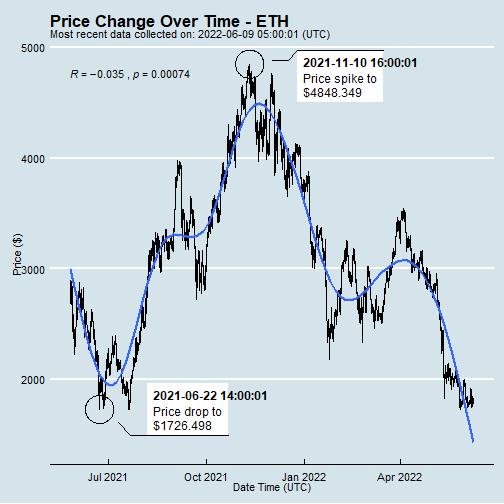 Price Change Over Time - ETH
Most recent data collected on: 2022-06-09 05:00:01 (UTC)
5000
R = −0.035 , p = 0.00074
2021-11-10 16:00:01
Price spike to
$4848.349
4000
Price ($)
3000
2000
2021-06-22 14:00:01
Price drop to
$1726.498
Jul 2021
Oct 2021
Jan 2022
Apr 2022
Date Time (UTC)